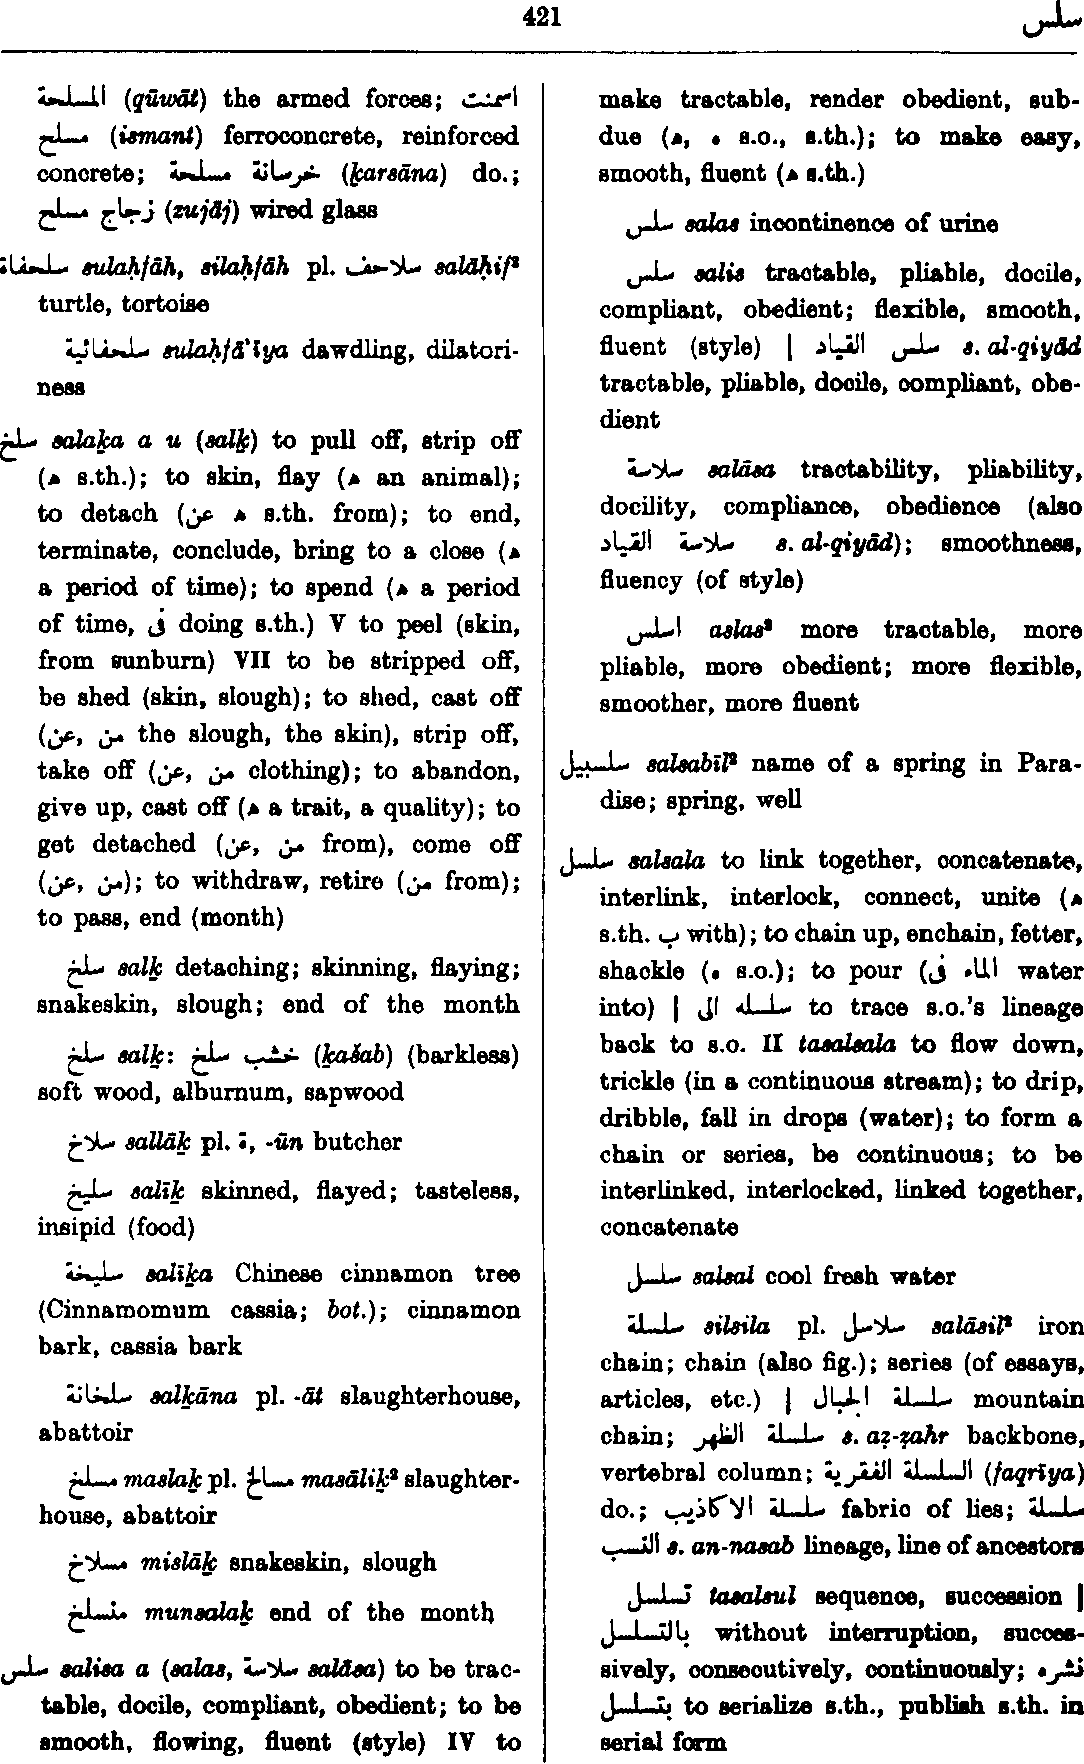 421
سلس
المسلحة (qūwāt) the armed forces; اسمنت
مسلح (ismant) ferroconcrete, reinforced
concrete; خرسانة مسلحة (ḵarsāna) do.;
زجاج مسلح (zujāj) wired glass
سلحفاة sulaḥfāh, silaḥfāh pl. سلاحف salāḥif²
turtle, tortoise
سلحفائية sulaḥfā'īya dawdling, dilatori-
ness
سلخ salaḵa a u (salḵ) to pull off, strip off
(ه s.th.); to skin, flay (ه an animal);
to detach (ه عن s.th. from); to end,
terminate, conclude, bring to a close (ه
a period of time); to spend (ه a period
of time, فى doing s.th.) V to peel (skin,
from sunburn) VII to be stripped off,
be shed (skin, slough); to shed, cast off
(من ,عن the slough, the skin), strip off,
take off (من ,عن clothing); to abandon,
give up, cast off (ه a trait, a quality); to
get detached (من ,عن from), come off
(من ,عن); to withdraw, retire (من from);
to pass, end (month)
سلخ salḵ detaching; skinning, flaying;
snakeskin, slough; end of the month
سلخ salḵ: خشب سلخ (ḵašab) (barkless)
soft wood, alburnum, sapwood
سلاخ sallāḵ pl. ة, -ūn butcher
سليخ salīḵ skinned, flayed; tasteless,
insipid (food)
سليخة salīḵa Chinese cinnamon tree
(Cinnamomum cassia; bot.); cinnamon
bark, cassia bark
سلخانة salḵāna pl. -āt slaughterhouse,
abattoir
مسلخ maslaḵ pl. مسالخ masāliḵ² slaughter-
house, abattoir
مسلاخ mislāḵ snakeskin, slough
منسلخ munsalaḵ end of the month
سلس salisa a (salas, سلاسة salāsa) to be trac-
table, docile, compliant, obedient; to be
smooth, flowing, fluent (style) IV to
make tractable, render obedient, sub-
due (ه, ه s.o., s.th.); to make easy,
smooth, fluent (ه s.th.)
سلس salas incontinence of urine
سلس salis tractable, pliable, docile,
compliant, obedient; flexible, smooth,
fluent (style) | سلس القياد s. al-qiyād
tractable, pliable, docile, compliant, obe-
dient
سلاسة salāsa tractability, pliability,
docility, compliance, obedience (also
سلاسة القياد s. al-qiyād); smoothness,
fluency (of style)
اسلس aslas² more tractable, more
pliable, more obedient; more flexible,
smoother, more fluent
سلسبيل salsabīl² name of a spring in Para-
dise; spring, well
سلسل salsala to link together, concatenate,
interlink, interlock, connect, unite (ه
s.th. ب with); to chain up, enchain, fetter,
shackle (ه s.o.); to pour (الماء فى water
into) | سلسله الى to trace s.o.'s lineage
back to s.o. II tasalsala to flow down,
trickle (in a continuous stream); to drip,
dribble, fall in drops (water); to form a
chain or series, be continuous; to be
interlinked, interlocked, linked together,
concatenate
سلسل salsal cool fresh water
سلسلة silsila pl. سلاسل salāsil² iron
chain; chain (also fig.); series (of essays,
articles, etc.) | سلسلة الجبال mountain
chain; سلسلة الظهر s. aẓ-ẓahr backbone,
vertebral column; السلسلة الفقرية (faqrīya)
do.; سلسلة الاكاذيب fabric of lies; سلسلة
النسب s. an-nasab lineage, line of ancestors
تسلسل tasalsul sequence, succession |
بالتسلسل without interruption, succes-
sively, consecutively, continuously; نشره
بتسلسل to serialize s.th., publish s.th. in
serial form